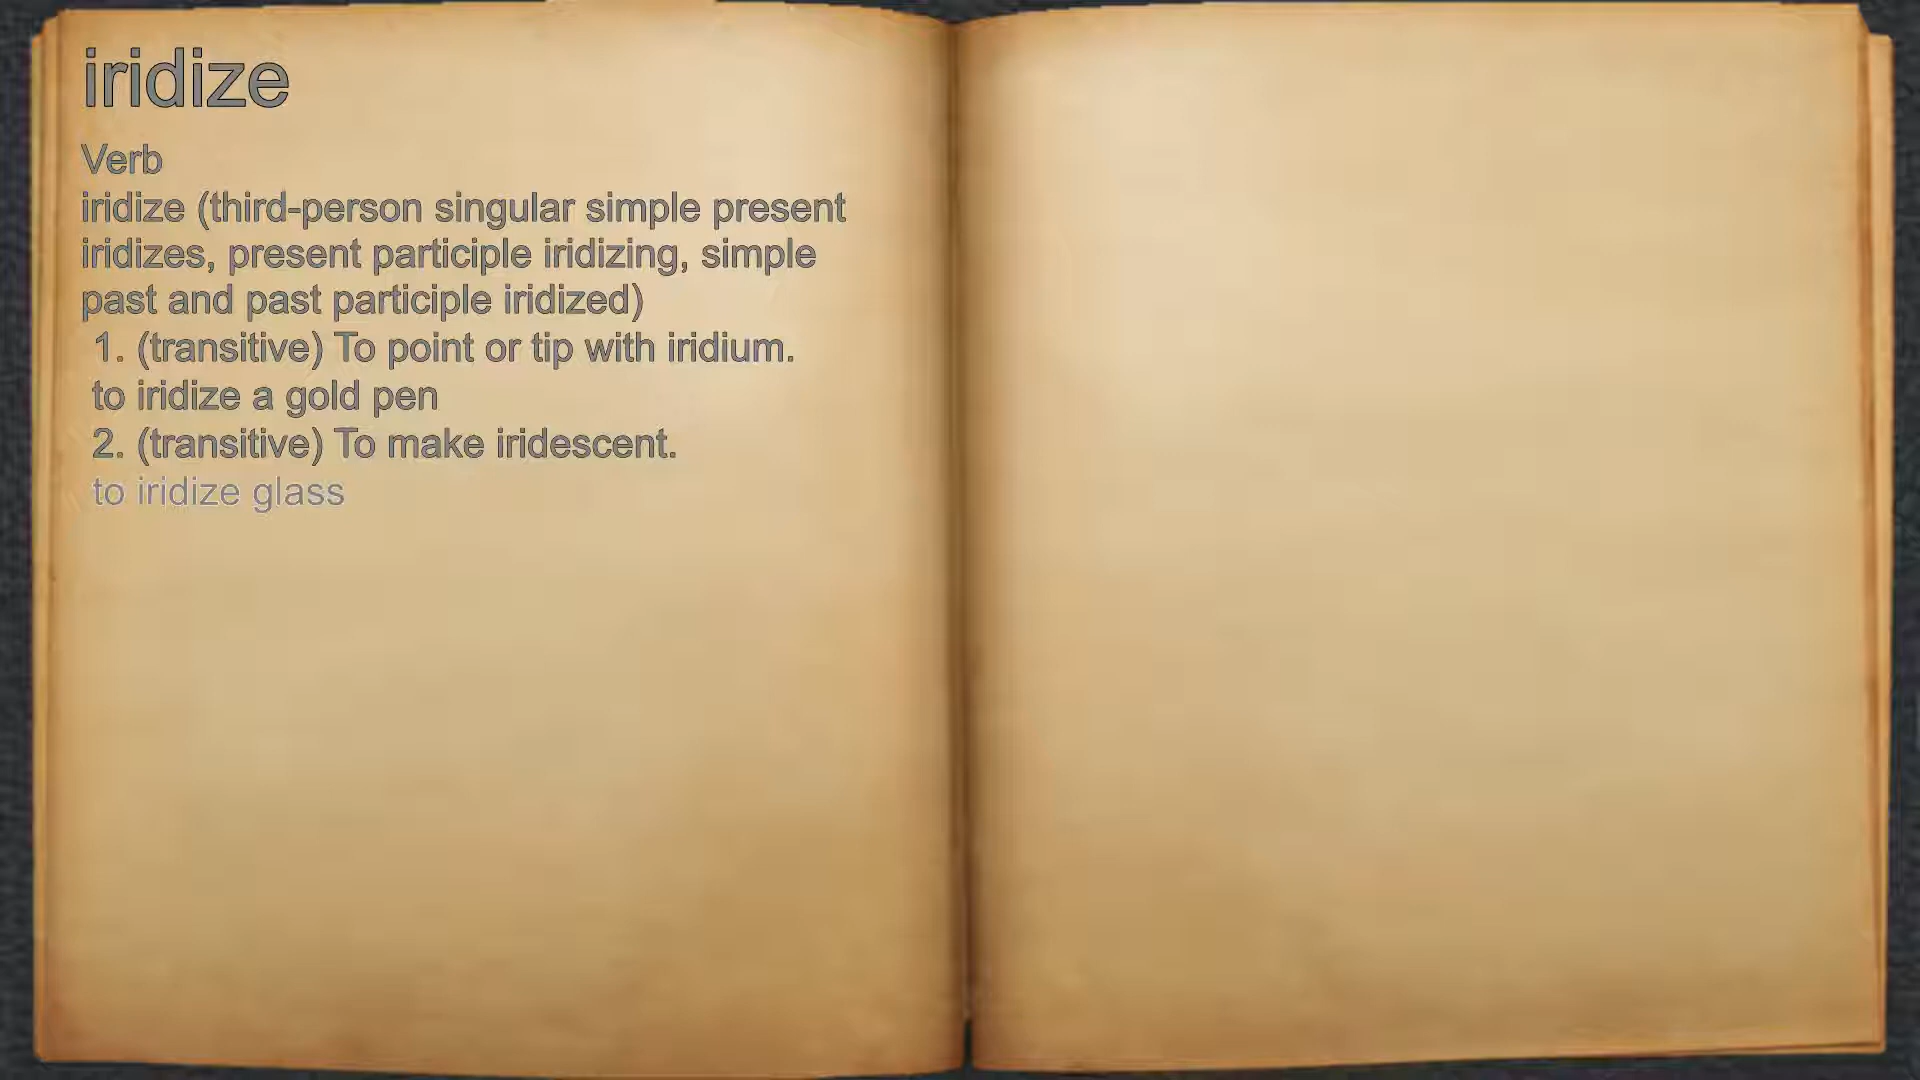 iridize
Verb
iridize (third-person singular simple present
iridizes, present participle iridizing, simple
past and past participle iridized)
1. (transitive) To point or tip with iridium.
to iridize a gold pen
2. (transitive) To make iridescent.
to iridize glass